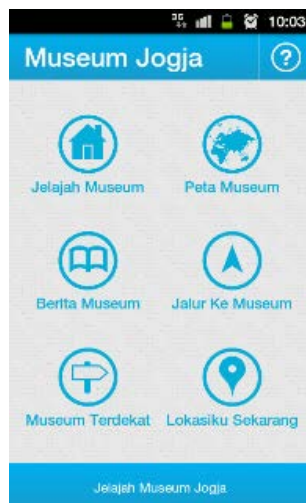 3G 10:03
Museum Jogja ?
Jelajah Museum Peta Museum
Berita Museum Jalur Ke Museum
Museum Terdekat Lokasiku Sekarang
Jelajah Museum Jogja